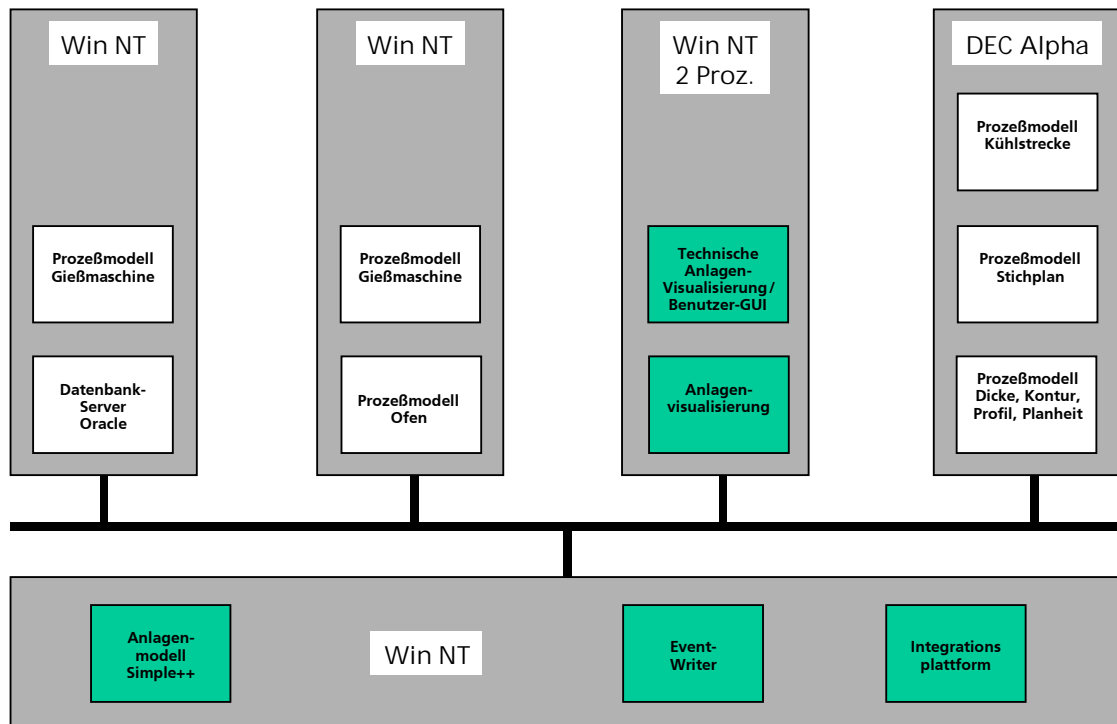 Win NT
Prozeßmodell
Gießmaschine
Datenbank-
Server
Oracle
Win NT
Prozeßmodell
Gießmaschine
Prozeßmodell
Ofen
Win NT
2 Proz.
Technische
Anlagen-
Visualisierung/
Benutzer-GUI
Anlagen-
visualisierung
DEC Alpha
Prozeßmodell
Kühlstrecke
Prozeßmodell
Stichplan
Prozeßmodell
Dicke, Kontur,
Profil, Planheit
Anlagen-
modell
Simple++
Win NT
Event-
Writer
Integrations
plattform